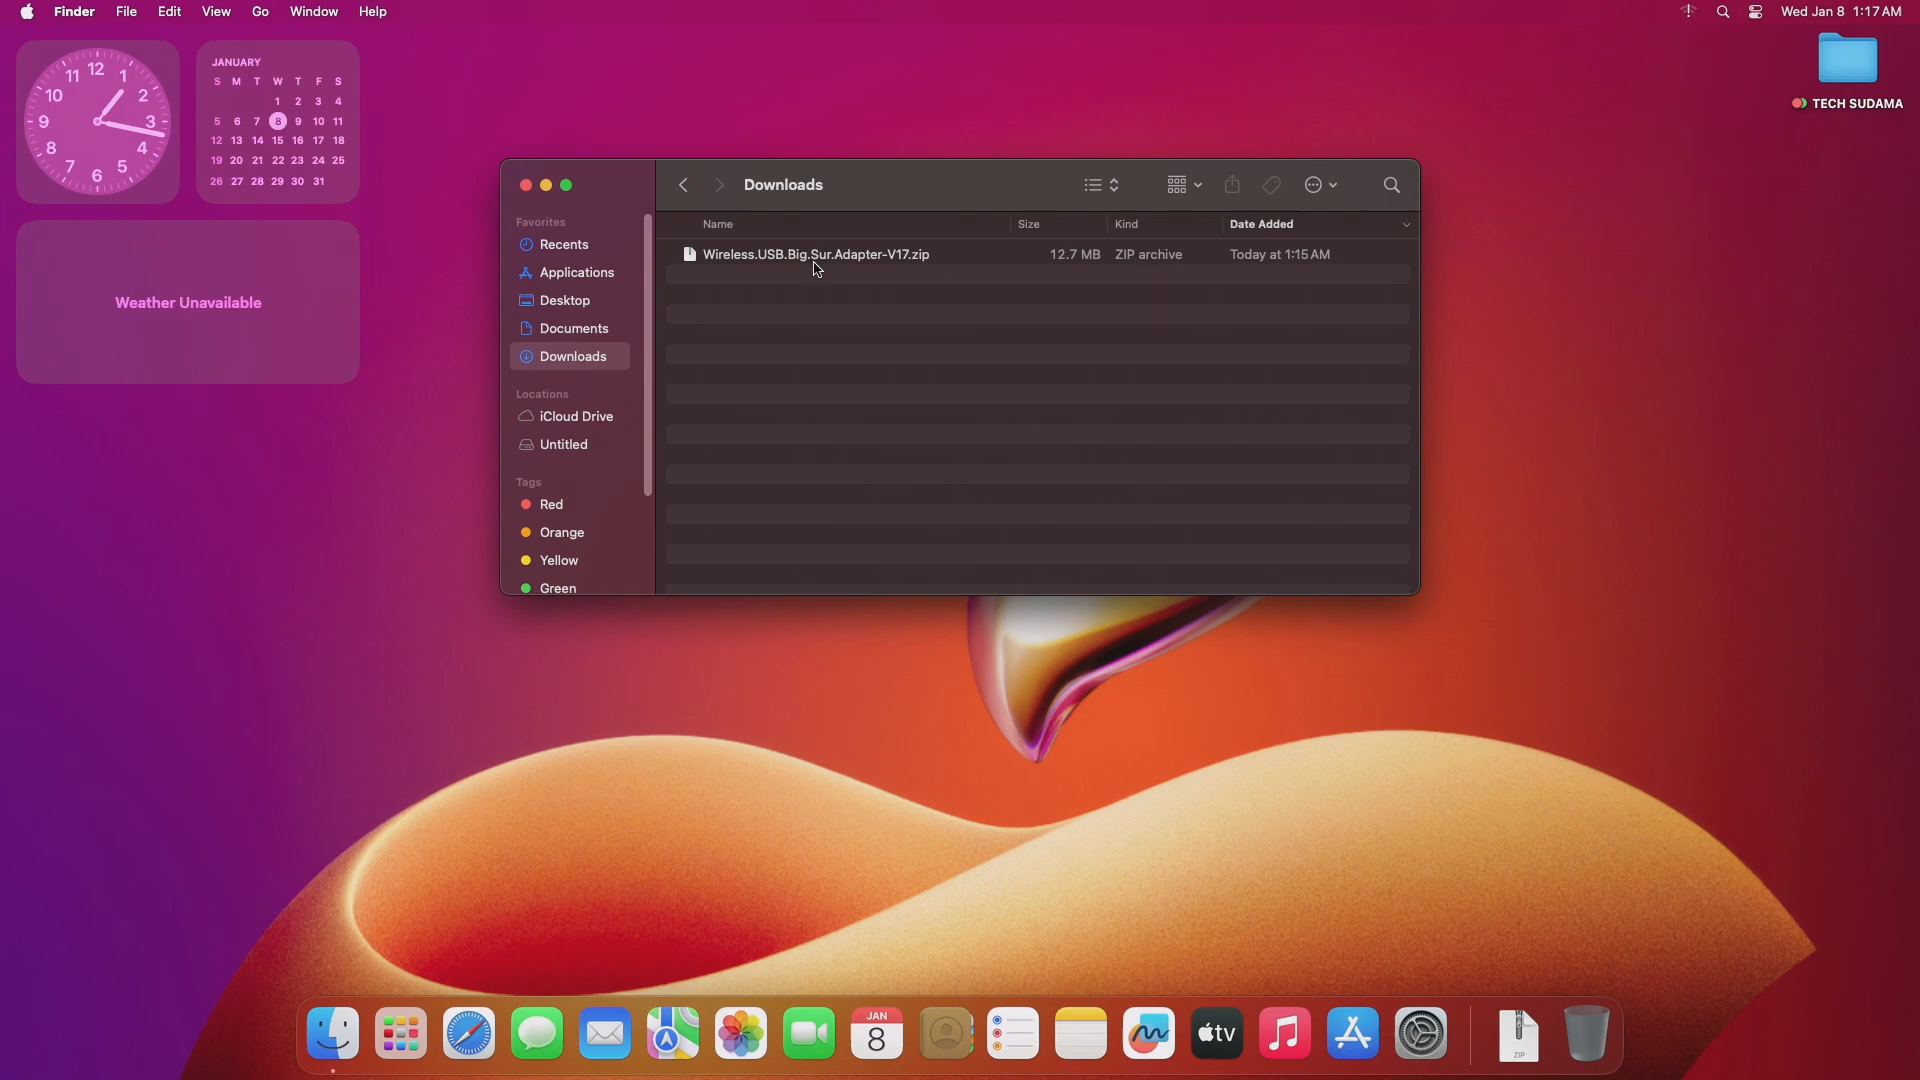 Finder File Edit View Go Window Help
Wed Jan 8 1:17 AM
12
1
2
3
4
5
6
7
8
9
10
11
JANUARY
S M T W T F S
1 2 3 4
5 6 7 8 9 10 11
12 13 14 15 16 17 18
19 20 21 22 23 24 25
26 27 28 29 30 31
Weather Unavailable
TECH SUDAMA
Downloads
Favorites
Recents
Applications
Desktop
Documents
Downloads
Locations
iCloud Drive
Untitled
Tags
Red
Orange
Yellow
Green
Name Size Kind Date Added
Wireless.USB.Big.Sur.Adapter-V17.zip 12.7 MB ZIP archive Today at 1:15 AM
JAN
8
tv
ZIP